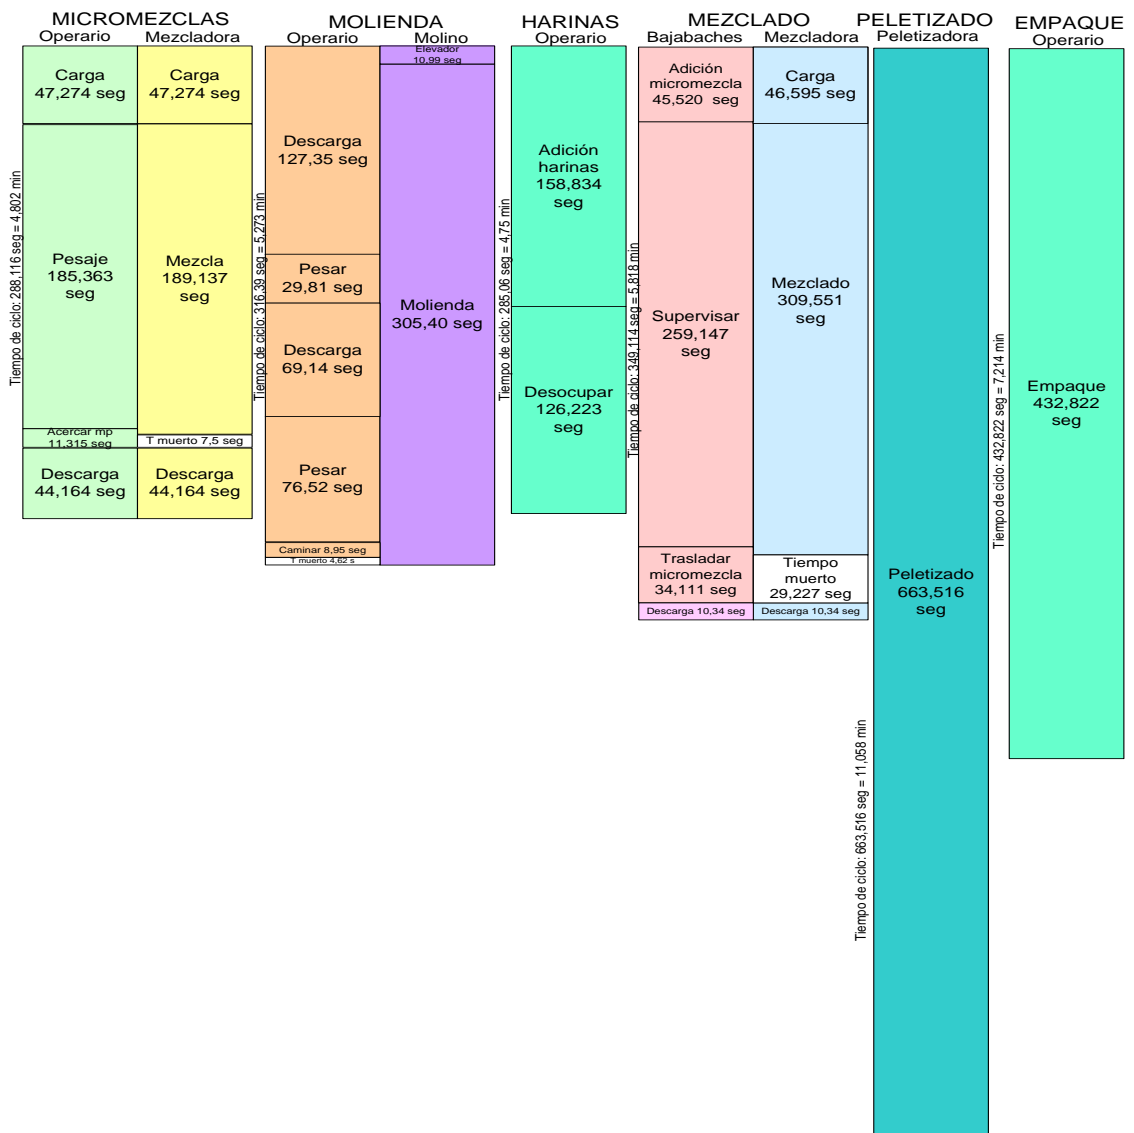 MICROMEZCLAS
Operario
Mezcladora
Carga
47,274 seg
Carga
47,274 seg
Pesaje
185,363
seg
Mezcla
189,137
seg
Acercar mp
11,315 seg
T muerto 7,5 seg
Descarga
44,164 seg
Descarga
44,164 seg
Tiempo de ciclo: 288,116 seg = 4,802 min
MOLIENDA
Operario
Molino
Elevador
10,99 seg
Descarga
127,35 seg
Pesar
29,81 seg
Descarga
69,14 seg
Pesar
76,52 seg
Caminar 8,95 seg
T muerto 4,62 s
Molienda
305,40 seg
Tiempo de ciclo: 316,39 seg = 5,273 min
HARINAS
Operario
Adición
harinas
158,834
seg
Desocupar
126,223
seg
Tiempo de ciclo: 285,06 seg = 4,75 min
MEZCLADO
Bajabaches
Mezcladora
Adición
micromezcla
45,520 seg
Carga
46,595 seg
Supervisar
259,147
seg
Mezclado
309,551
seg
Trasladar
micromezcla
34,111 seg
Tiempo
muerto
29,227 seg
Descarga 10,34 seg
Descarga 10,34 seg
Tiempo de ciclo: 349,114 seg = 5,818 min
PELETIZADO
Peletizadora
Peletizado
663,516
seg
Tiempo de ciclo: 663,516 seg = 11,058 min
EMPAQUE
Operario
Empaque
432,822
seg
Tiempo de ciclo: 432,822 seg = 7,214 min